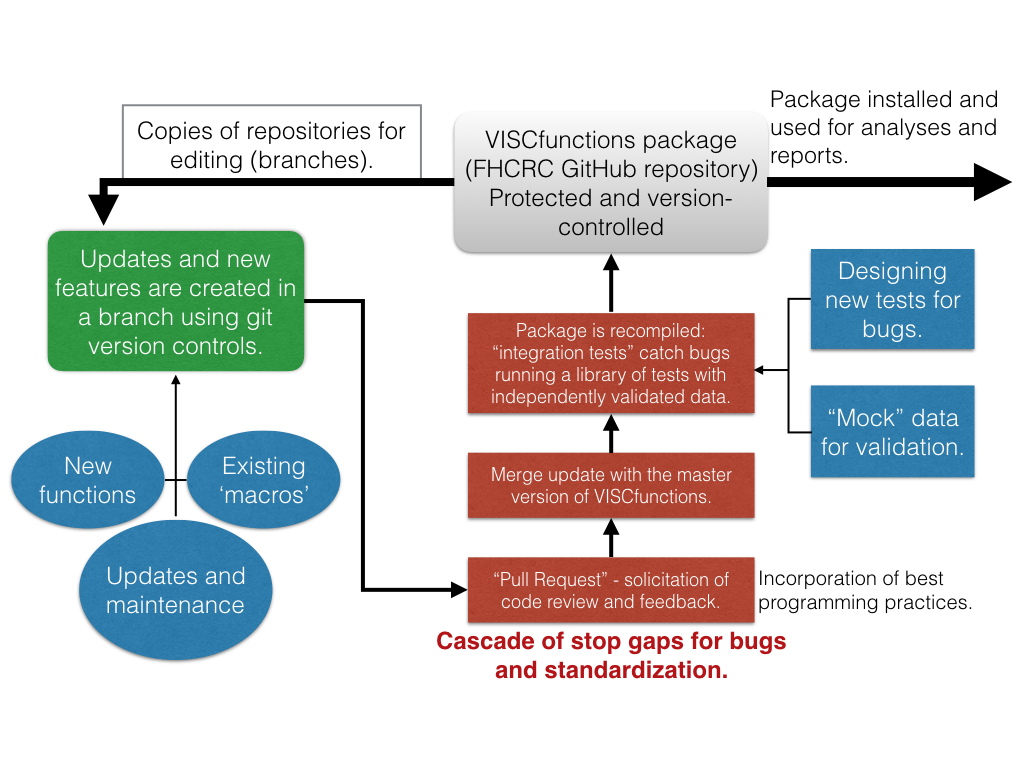 Copies of repositories for
editing (branches).
VISCfunctions package
(FHCRC GitHub repository)
Protected and version-
controlled
Package installed and
used for analyses and
reports.
Updates and new
features are created in
a branch using git
version controls.
New
functions
Existing
‘macros’
Updates and
maintenance
Package is recompiled:
“integration tests” catch bugs
running a library of tests with
independently validated data.
Designing
new tests for
bugs.
“Mock” data
for validation.
Merge update with the master
version of VISCfunctions.
“Pull Request” - solicitation of
code review and feedback.
Incorporation of best
programming practices.
Cascade of stop gaps for bugs
and standardization.